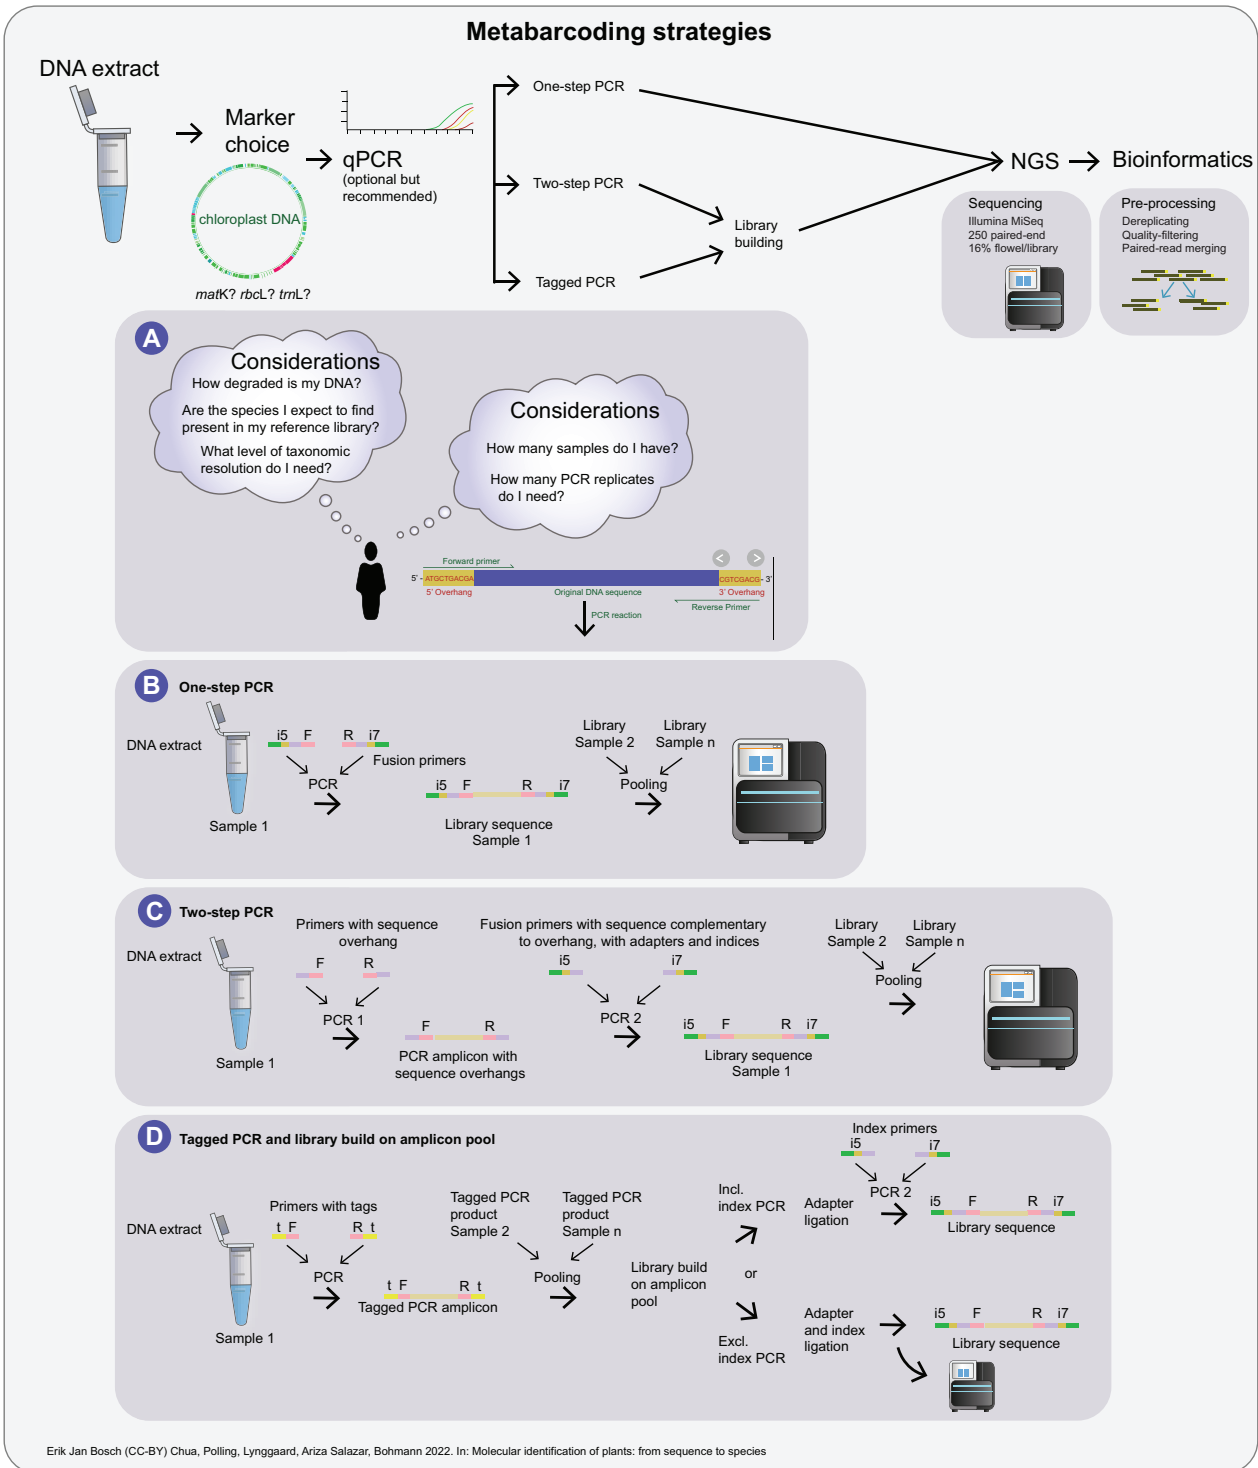 Metabarcoding strategies
DNA extract
Marker
choice
chloroplast DNA
matK? rbcL? trnL?
qPCR
(optional but
recommended)
One-step PCR
Two-step PCR
Tagged PCR
Library
building
NGS
Bioinformatics
Sequencing
Illumina MiSeq
250 paired-end
16% flowel/library
Pre-processing
Dereplicating
Quality-filtering
Paired-read merging
A
Considerations
How degraded is my DNA?
Are the species I expect to find
present in my reference library?
What level of taxonomic
resolution do I need?
Considerations
How many samples do I have?
How many PCR replicates
do I need?
< >
Forward primer
5' - ATGCTGACGA CGTCGACG - 3'
5' Overhang Original DNA sequence 3' Overhang
Reverse Primer
PCR reaction
B One-step PCR
DNA extract
Sample 1
i5 F R i7
Fusion primers
PCR
i5 F R i7
Library sequence
Sample 1
Library
Sample 2
Library
Sample n
Pooling
C Two-step PCR
DNA extract
Sample 1
Primers with sequence
overhang
F R
PCR 1
F R
PCR amplicon with
sequence overhangs
Fusion primers with sequence complementary
to overhang, with adapters and indices
i5 i7
PCR 2
i5 F R i7
Library sequence
Sample 1
Library
Sample 2
Library
Sample n
Pooling
D Tagged PCR and library build on amplicon pool
DNA extract
Sample 1
Primers with tags
t F R t
PCR
t F R t
Tagged PCR amplicon
Tagged PCR
product
Sample 2
Tagged PCR
product
Sample n
Pooling
Library build
on amplicon
pool
Incl.
index PCR
or
Excl.
index PCR
Adapter
ligation
Index primers
i5 i7
PCR 2
i5 F R i7
Library sequence
Adapter
and index
ligation
i5 F R i7
Library sequence
Erik Jan Bosch (CC-BY) Chua, Polling, Lynggaard, Ariza Salazar, Bohmann 2022. In: Molecular identification of plants: from sequence to species